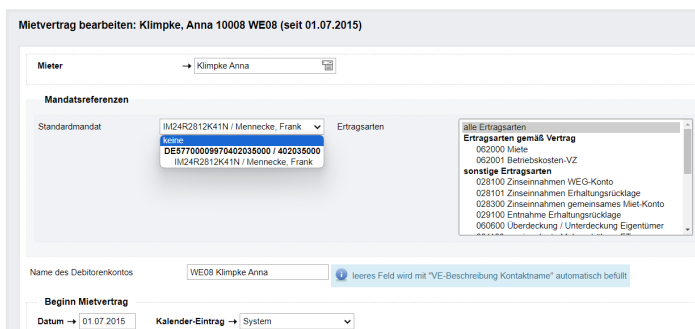 Mietvertrag bearbeiten: Klimpke, Anna 10008 WE08 (seit 01.07.2015)
Mieter → Klimpke Anna
Mandatsreferenzen
Standardmandat IM24R2812K41N / Mennecke, Frank Ertragsarten alle Ertragsarten
keine
DE57700009970402035000 / 402035000
IM24R2812K41N / Mennecke, Frank
Ertragsarten gemäß Vertrag
062000 Miete
062001 Betriebskosten-VZ
sonstige Ertragsarten
028100 Zinseinnahmen WEG-Konto
028101 Zinseinnahmen Erhaltungsrücklage
028300 Zinseinnahmen gemeinsames Miet-Konto
029100 Entnahme Erhaltungsrücklage
060600 Überdeckung / Unterdeckung Eigentümer
Name des Debitorenkontos WE08 Klimpke Anna leeres Feld wird mit "VE-Beschreibung Kontaktname" automatisch befüllt
Beginn Mietvertrag
Datum → 01.07.2015 Kalender-Eintrag → System